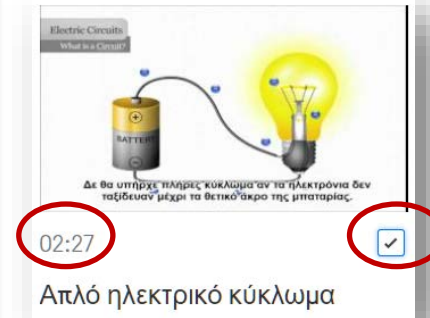 Electric Circuits
What is a Circuit?
BATTERY
Δε θα υπήρχε πλήρες κύκλωμα αν τα ηλεκτρόνια δεν
ταξίδευαν μέχρι τα θετικό άκρο της μπαταρίας.
02:27
Απλό ηλεκτρικό κύκλωμα